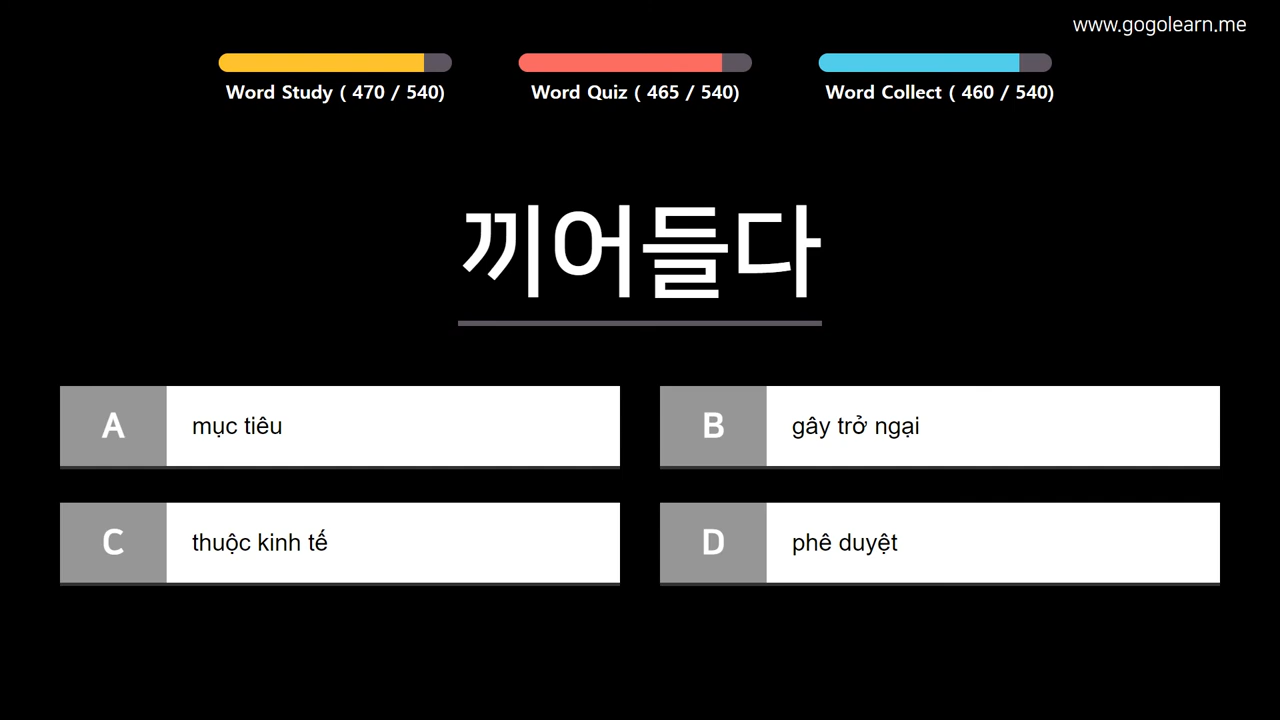 www.gogolearn.me
Word Study ( 470 / 540)
Word Quiz ( 465 / 540)
Word Collect ( 460 / 540)
끼어들다
A mục tiêu
B gây trở ngại
C thuộc kinh tế
D phê duyệt